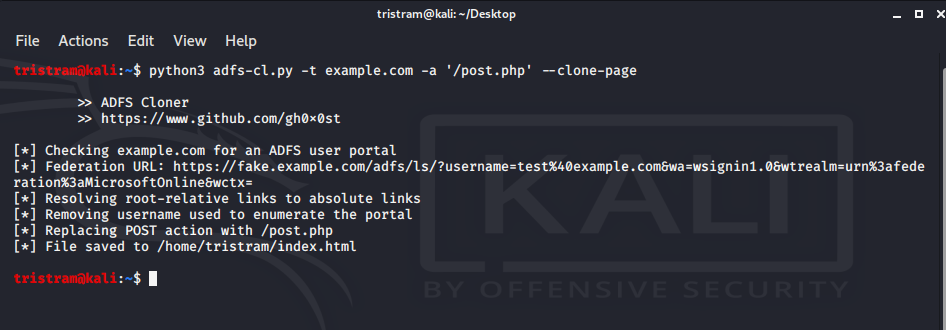 tristram@kali: ~/Desktop
File Actions Edit View Help
tristram@kali:~$ python3 adfs-cl.py -t example.com -a '/post.php' --clone-page
>> ADFS Cloner
>> https://www.github.com/gh0x0st
[*] Checking example.com for an ADFS user portal
[*] Federation URL: https://fake.example.com/adfs/ls/?username=test%40example.com&wa=wsignin1.0&wtrealm=urn%3afede
ration%3aMicrosoftOnline&wctx=
[*] Resolving root-relative links to absolute links
[*] Removing username used to enumerate the portal
[*] Replacing POST action with /post.php
[*] File saved to /home/tristram/index.html
tristram@kali:~$
KALI
BY OFFENSIVE SECURITY